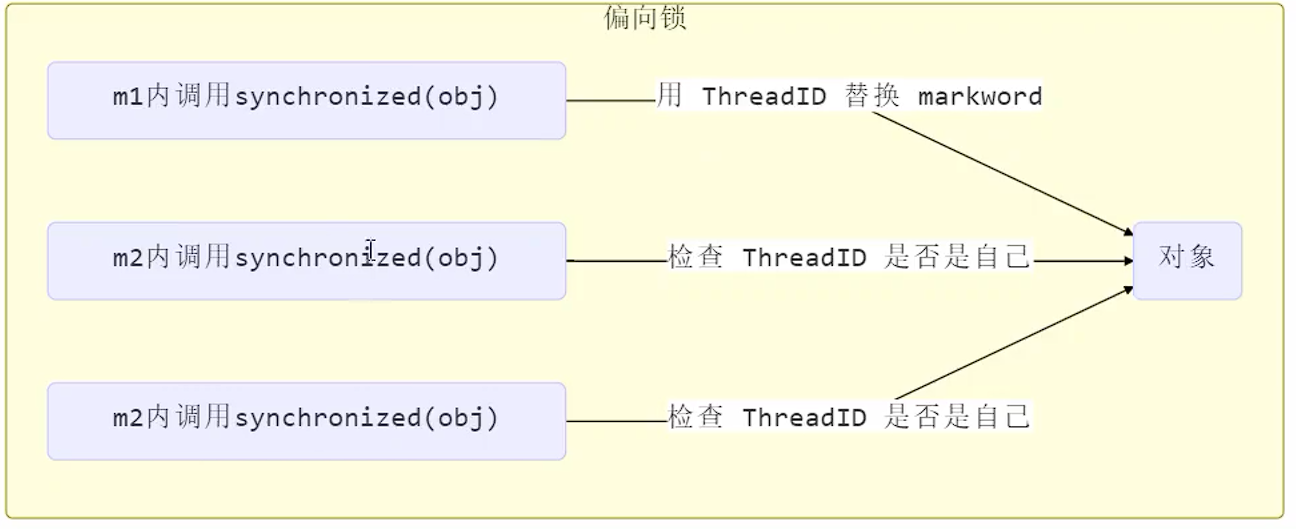 偏向锁
m1内调用synchronized(obj)
用 ThreadID 替换 markword
m2内调用synchronized(obj)
检查 ThreadID 是否是自己
对象
m2内调用synchronized(obj)
检查 ThreadID 是否是自己